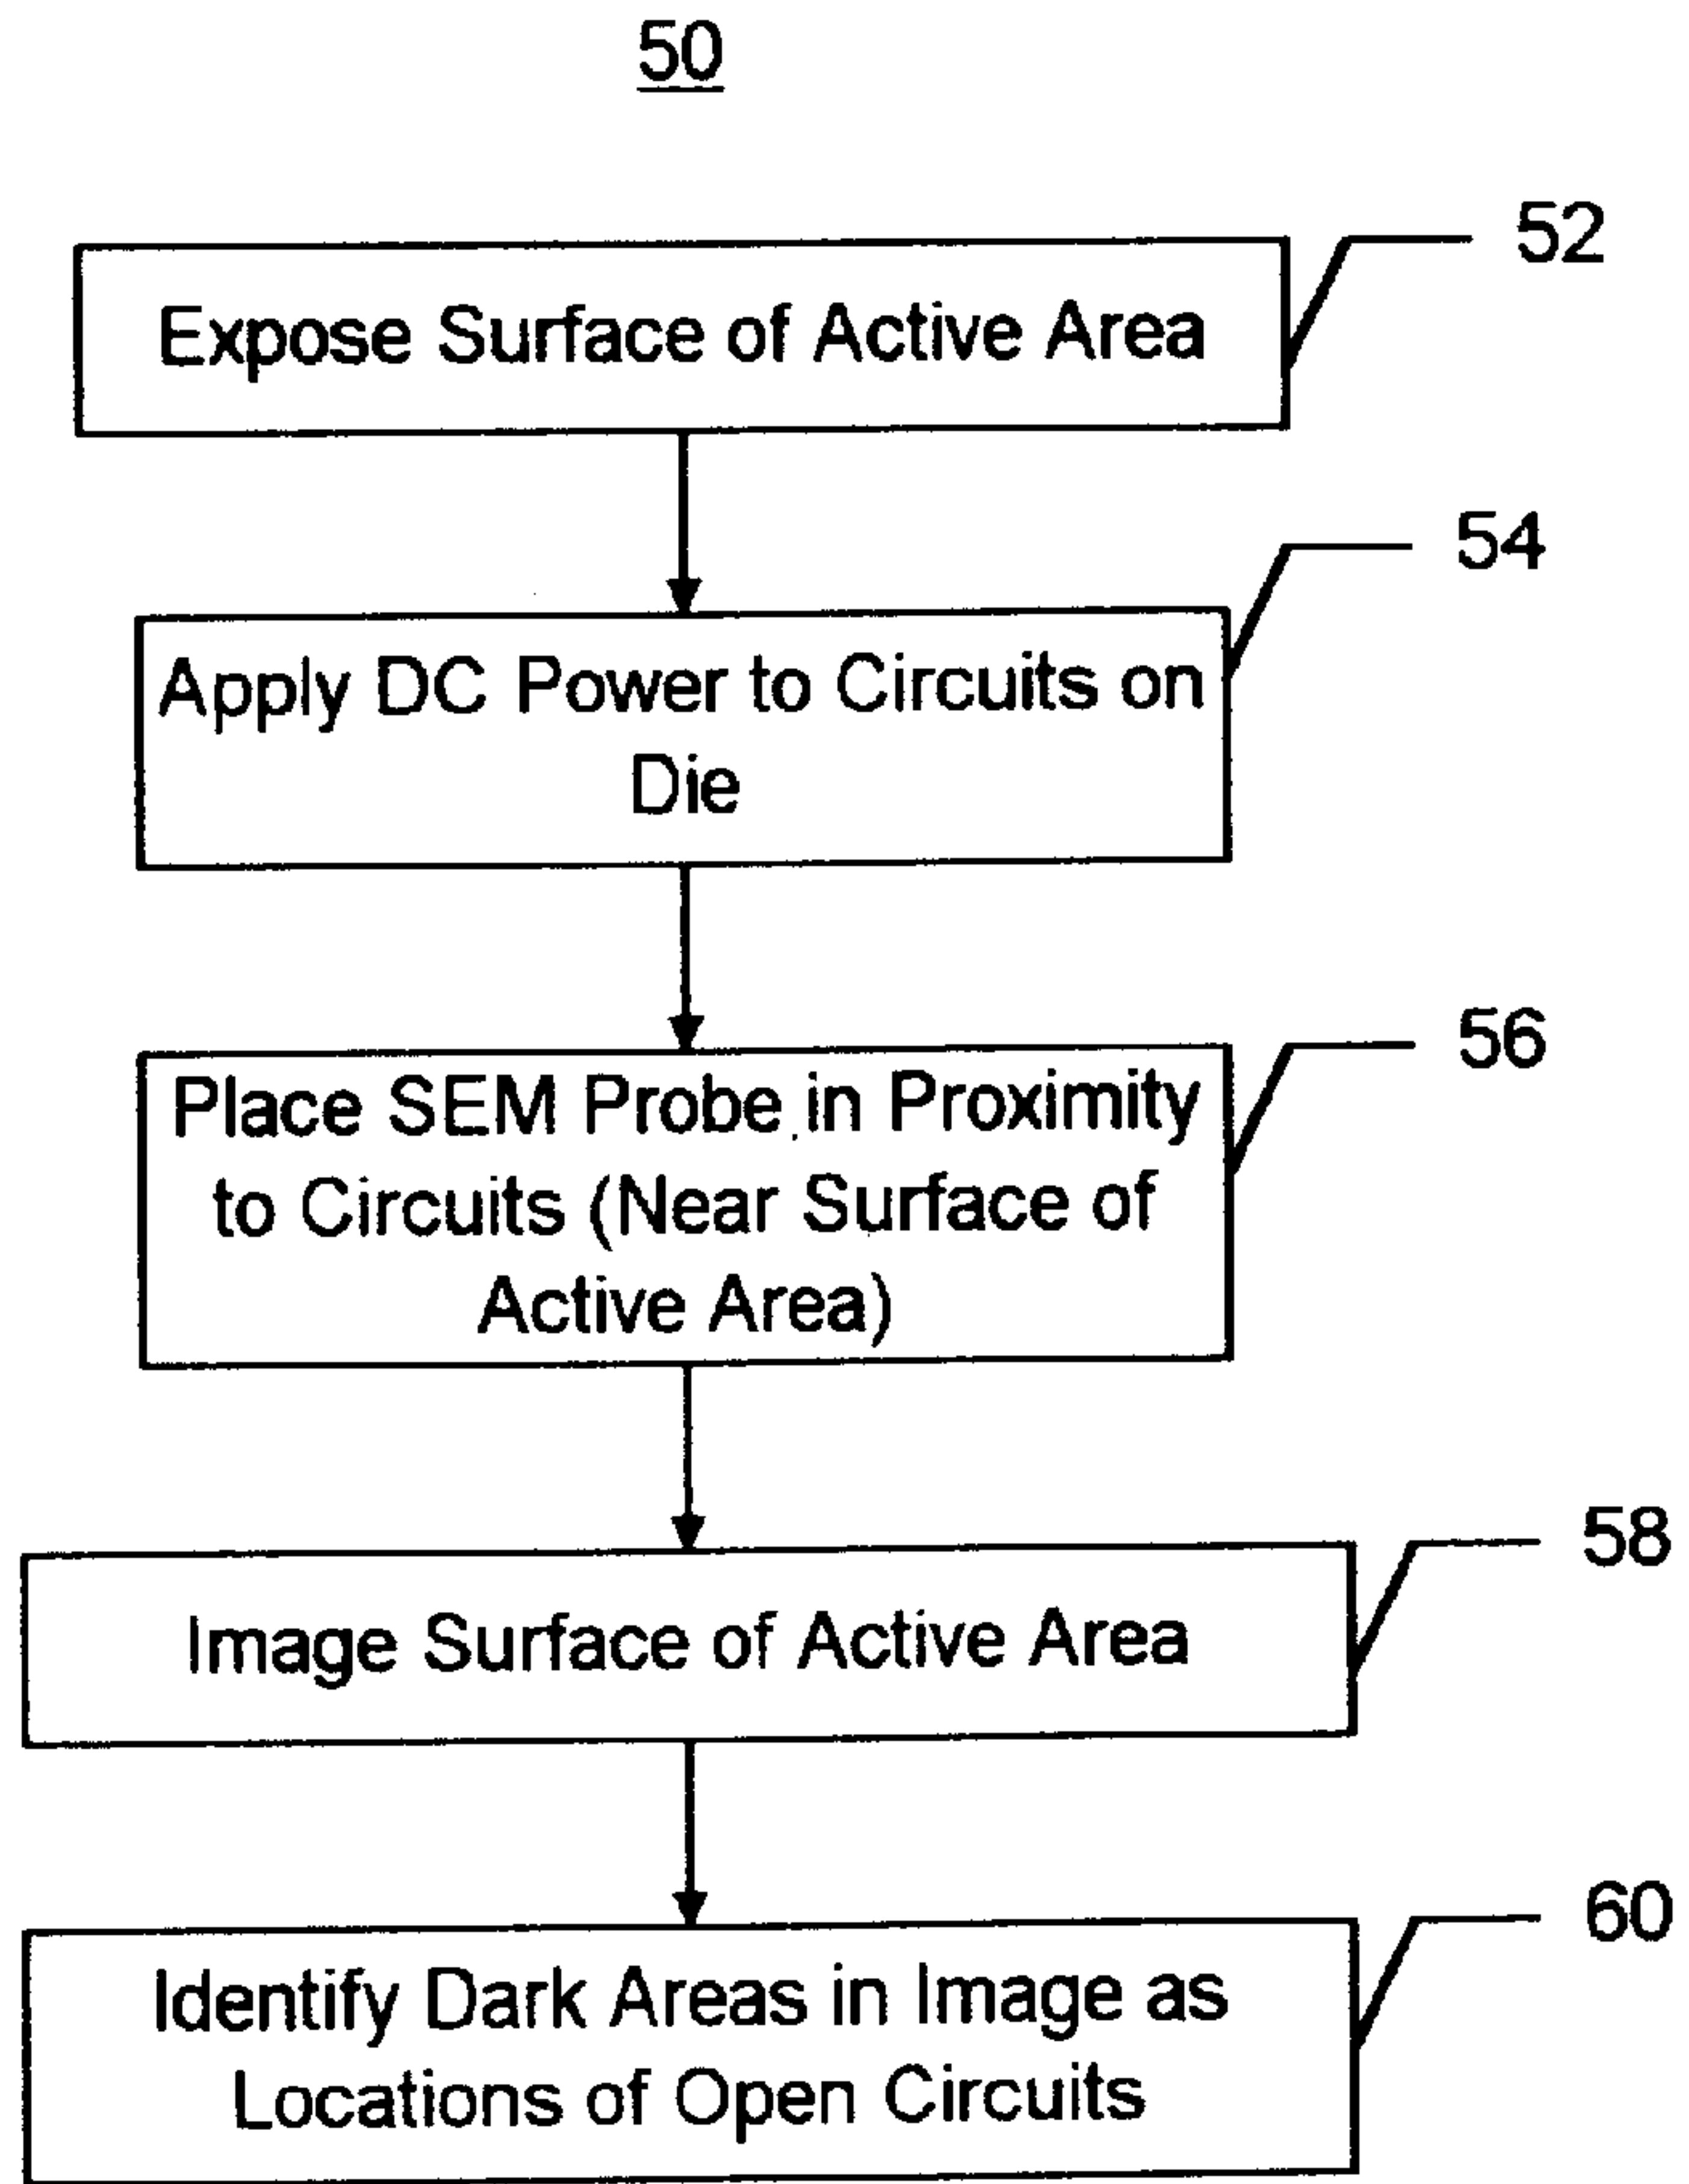 50
52
Expose Surface of Active Area
54
Apply DC Power to Circuits on
Die
56
Place SEM Probe in Proximity
to Circuits (Near Surface of
Active Area)
58
Image Surface of Active Area
60
Identify Dark Areas in Image as
Locations of Open Circuits